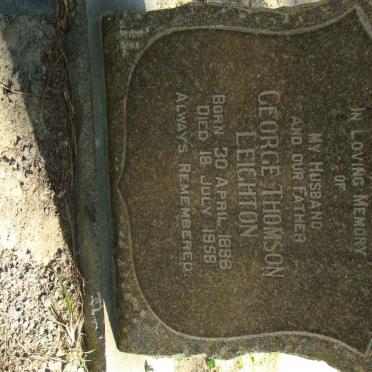 IN LOVING MEMORY
OF
MY HUSBAND
AND OUR FATHER
GEORGE THOMSON
LEIGHTON
BORN 30 APRIL 1886
DIED 18 JULY 1958
ALWAYS REMEMBERED.